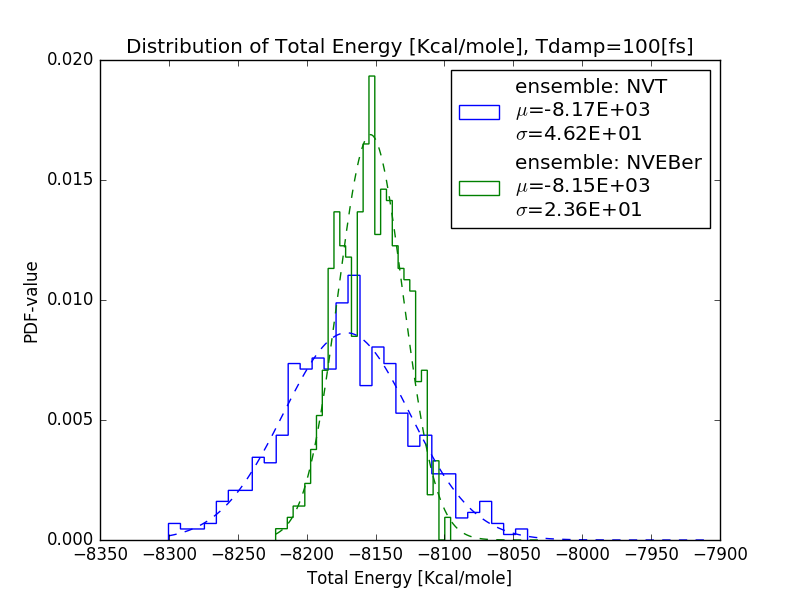 Distribution of Total Energy [Kcal/mole], Tdamp=100[fs]
0.020
0.015
0.010
0.005
0.000
PDF-value
ensemble: NVT
μ=-8.17E+03
σ=4.62E+01
ensemble: NVEBer
μ=-8.15E+03
σ=2.36E+01
−8350 −8300 −8250 −8200 −8150 −8100 −8050 −8000 −7950 −7900
Total Energy [Kcal/mole]